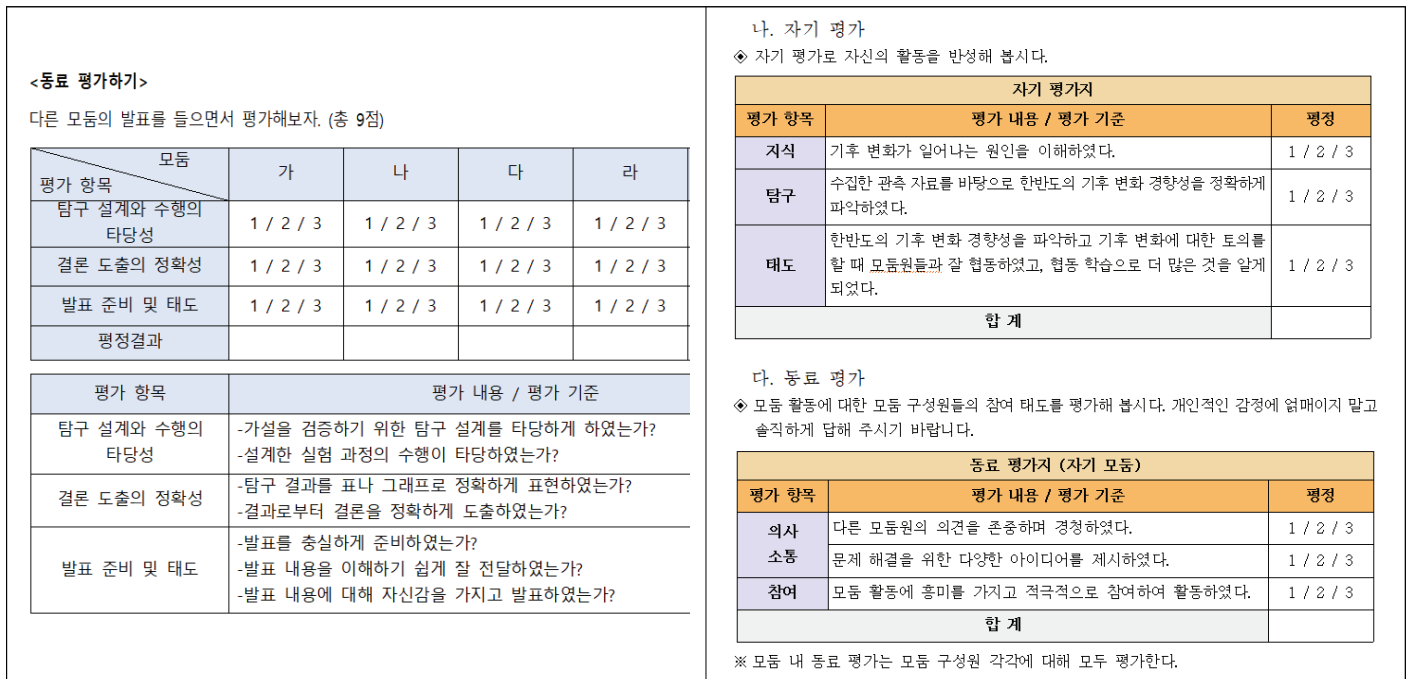 <동료 평가하기>
다른 모둠의 발표를 들으면서 평가해보자. (총 9점)
모둠
평가 항목
가 나 다 라
탐구 설계와 수행의
타당성
1 / 2 / 3 1 / 2 / 3 1 / 2 / 3 1 / 2 / 3
결론 도출의 정확성 1 / 2 / 3 1 / 2 / 3 1 / 2 / 3 1 / 2 / 3
발표 준비 및 태도 1 / 2 / 3 1 / 2 / 3 1 / 2 / 3 1 / 2 / 3
평정결과
평가 항목 평가 내용 / 평가 기준
탐구 설계와 수행의
타당성
-가설을 검증하기 위한 탐구 설계를 타당하게 하였는가?
-설계한 실험 과정의 수행이 타당하였는가?
결론 도출의 정확성
-탐구 결과를 표나 그래프로 정확하게 표현하였는가?
-결과로부터 결론을 정확하게 도출하였는가?
발표 준비 및 태도
-발표를 충실하게 준비하였는가?
-발표 내용을 이해하기 쉽게 잘 전달하였는가?
-발표 내용에 대해 자신감을 가지고 발표하였는가?
나. 자기 평가
◈ 자기 평가로 자신의 활동을 반성해 봅시다.
자기 평가지
평가 항목 평가 내용 / 평가 기준 평정
지식 기후 변화가 일어나는 원인을 이해하였다. 1 / 2 / 3
탐구 수집한 관측 자료를 바탕으로 한반도의 기후 변화 경향성을 정확하게
파악하였다. 1 / 2 / 3
태도 한반도의 기후 변화 경향성을 파악하고 기후 변화에 대한 토의를
할 때 모둠원들과 잘 협동하였고, 협동 학습으로 더 많은 것을 알게
되었다. 1 / 2 / 3
합 계
다. 동료 평가
◈ 모둠 활동에 대한 모둠 구성원들의 참여 태도를 평가해 봅시다. 개인적인 감정에 얽매이지 말고
솔직하게 답해 주시기 바랍니다.
동료 평가지 (자기 모둠)
평가 항목 평가 내용 / 평가 기준 평정
의사
소통
다른 모둠원의 의견을 존중하며 경청하였다. 1 / 2 / 3
문제 해결을 위한 다양한 아이디어를 제시하였다. 1 / 2 / 3
참여 모둠 활동에 흥미를 가지고 적극적으로 참여하여 활동하였다. 1 / 2 / 3
합 계
※ 모둠 내 동료 평가는 모둠 구성원 각각에 대해 모두 평가한다.